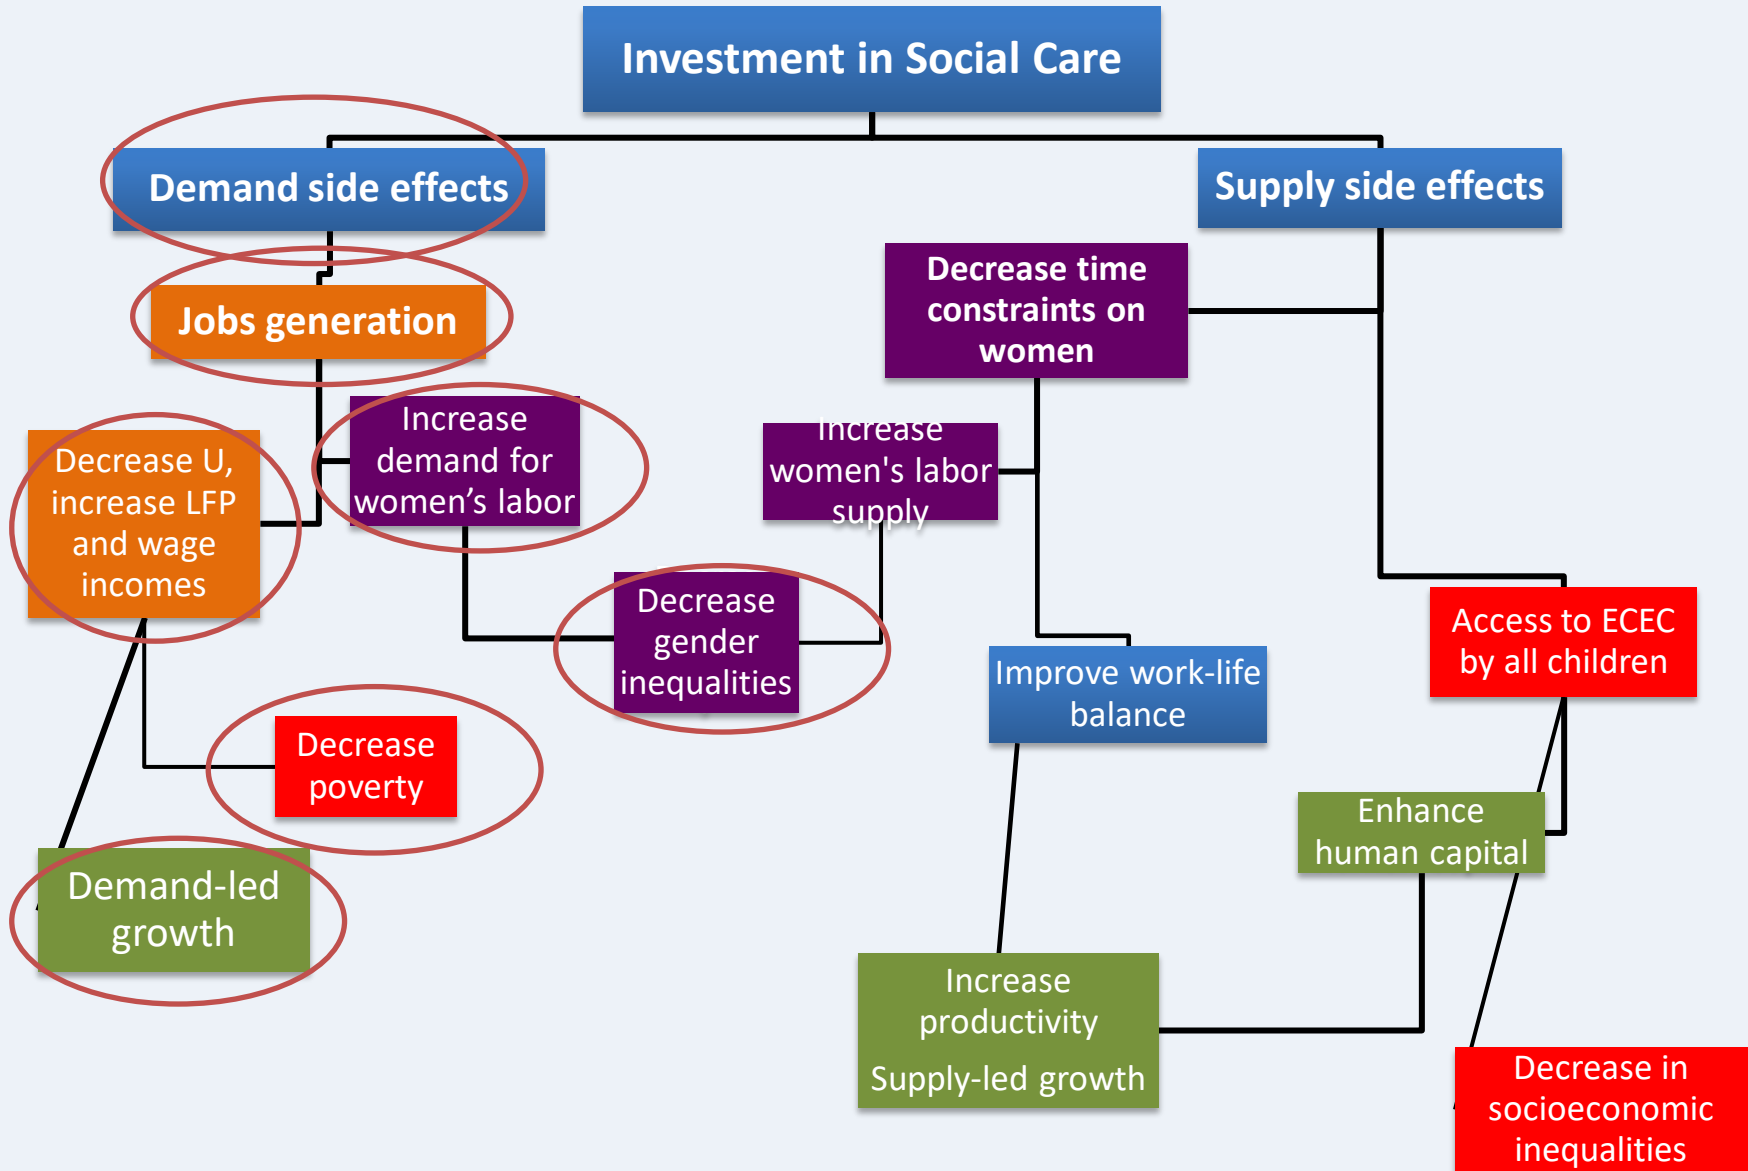 Investment in Social Care
Demand side effects
Supply side effects
Jobs generation
Decrease time
constraints on
women
Increase
demand for
women’s labor
Increase
women's labor
supply
Decrease U,
increase LFP
and wage
incomes
Decrease
gender
inequalities
Access to ECEC
by all children
Improve work-life
balance
Decrease
poverty
Enhance
human capital
Demand-led
growth
Increase
productivity
Supply-led growth
Decrease in
socioeconomic
inequalities